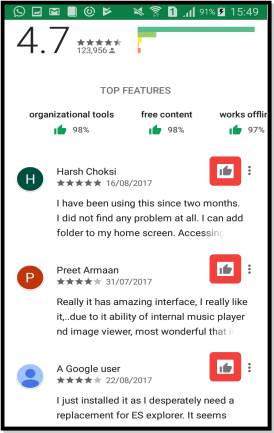 91% 15:49
4.7
123,956
TOP FEATURES
organizational tools free content works offlin
98% 98% 97%
H Harsh Choksi
16/08/2017
I have been using this since two months.
I did not find any problem at all. I can add
folder to my home screen. Accessing
P Preet Armaan
31/07/2017
Really it has amazing interface, I really like
it,..due to it ability of internal music player
nd image viewer, most wonderful that it
A Google user
22/08/2017
I just installed it as I desperately need a
replacement for ES explorer. It seems